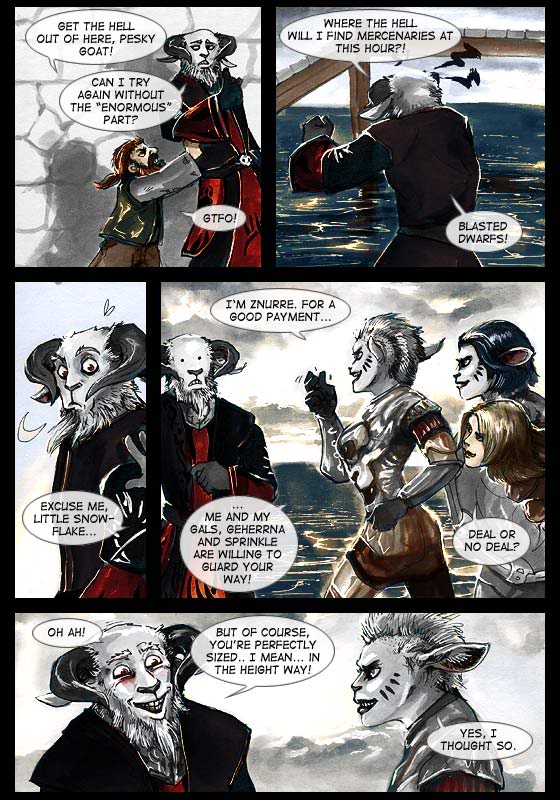 GET THE HELL
OUT OF HERE, PESKY
GOAT!
CAN I TRY
AGAIN WITHOUT
THE "ENORMOUS"
PART?
GTFO!
WHERE THE HELL
WILL I FIND MERCENARIES AT
THIS HOUR?!
BLASTED
DWARFS!
EXCUSE ME,
LITTLE SNOW-
FLAKE...
I'M ZNURRE. FOR A
GOOD PAYMENT...
...
ME AND MY
GALS, GEHERRNA
AND SPRINKLE
ARE WILLING TO
GUARD YOUR
WAY!
DEAL OR
NO DEAL?
OH AH!
BUT OF COURSE,
YOU'RE PERFECTLY
SIZED.. I MEAN... IN
THE HEIGHT WAY!
YES, I
THOUGHT SO.